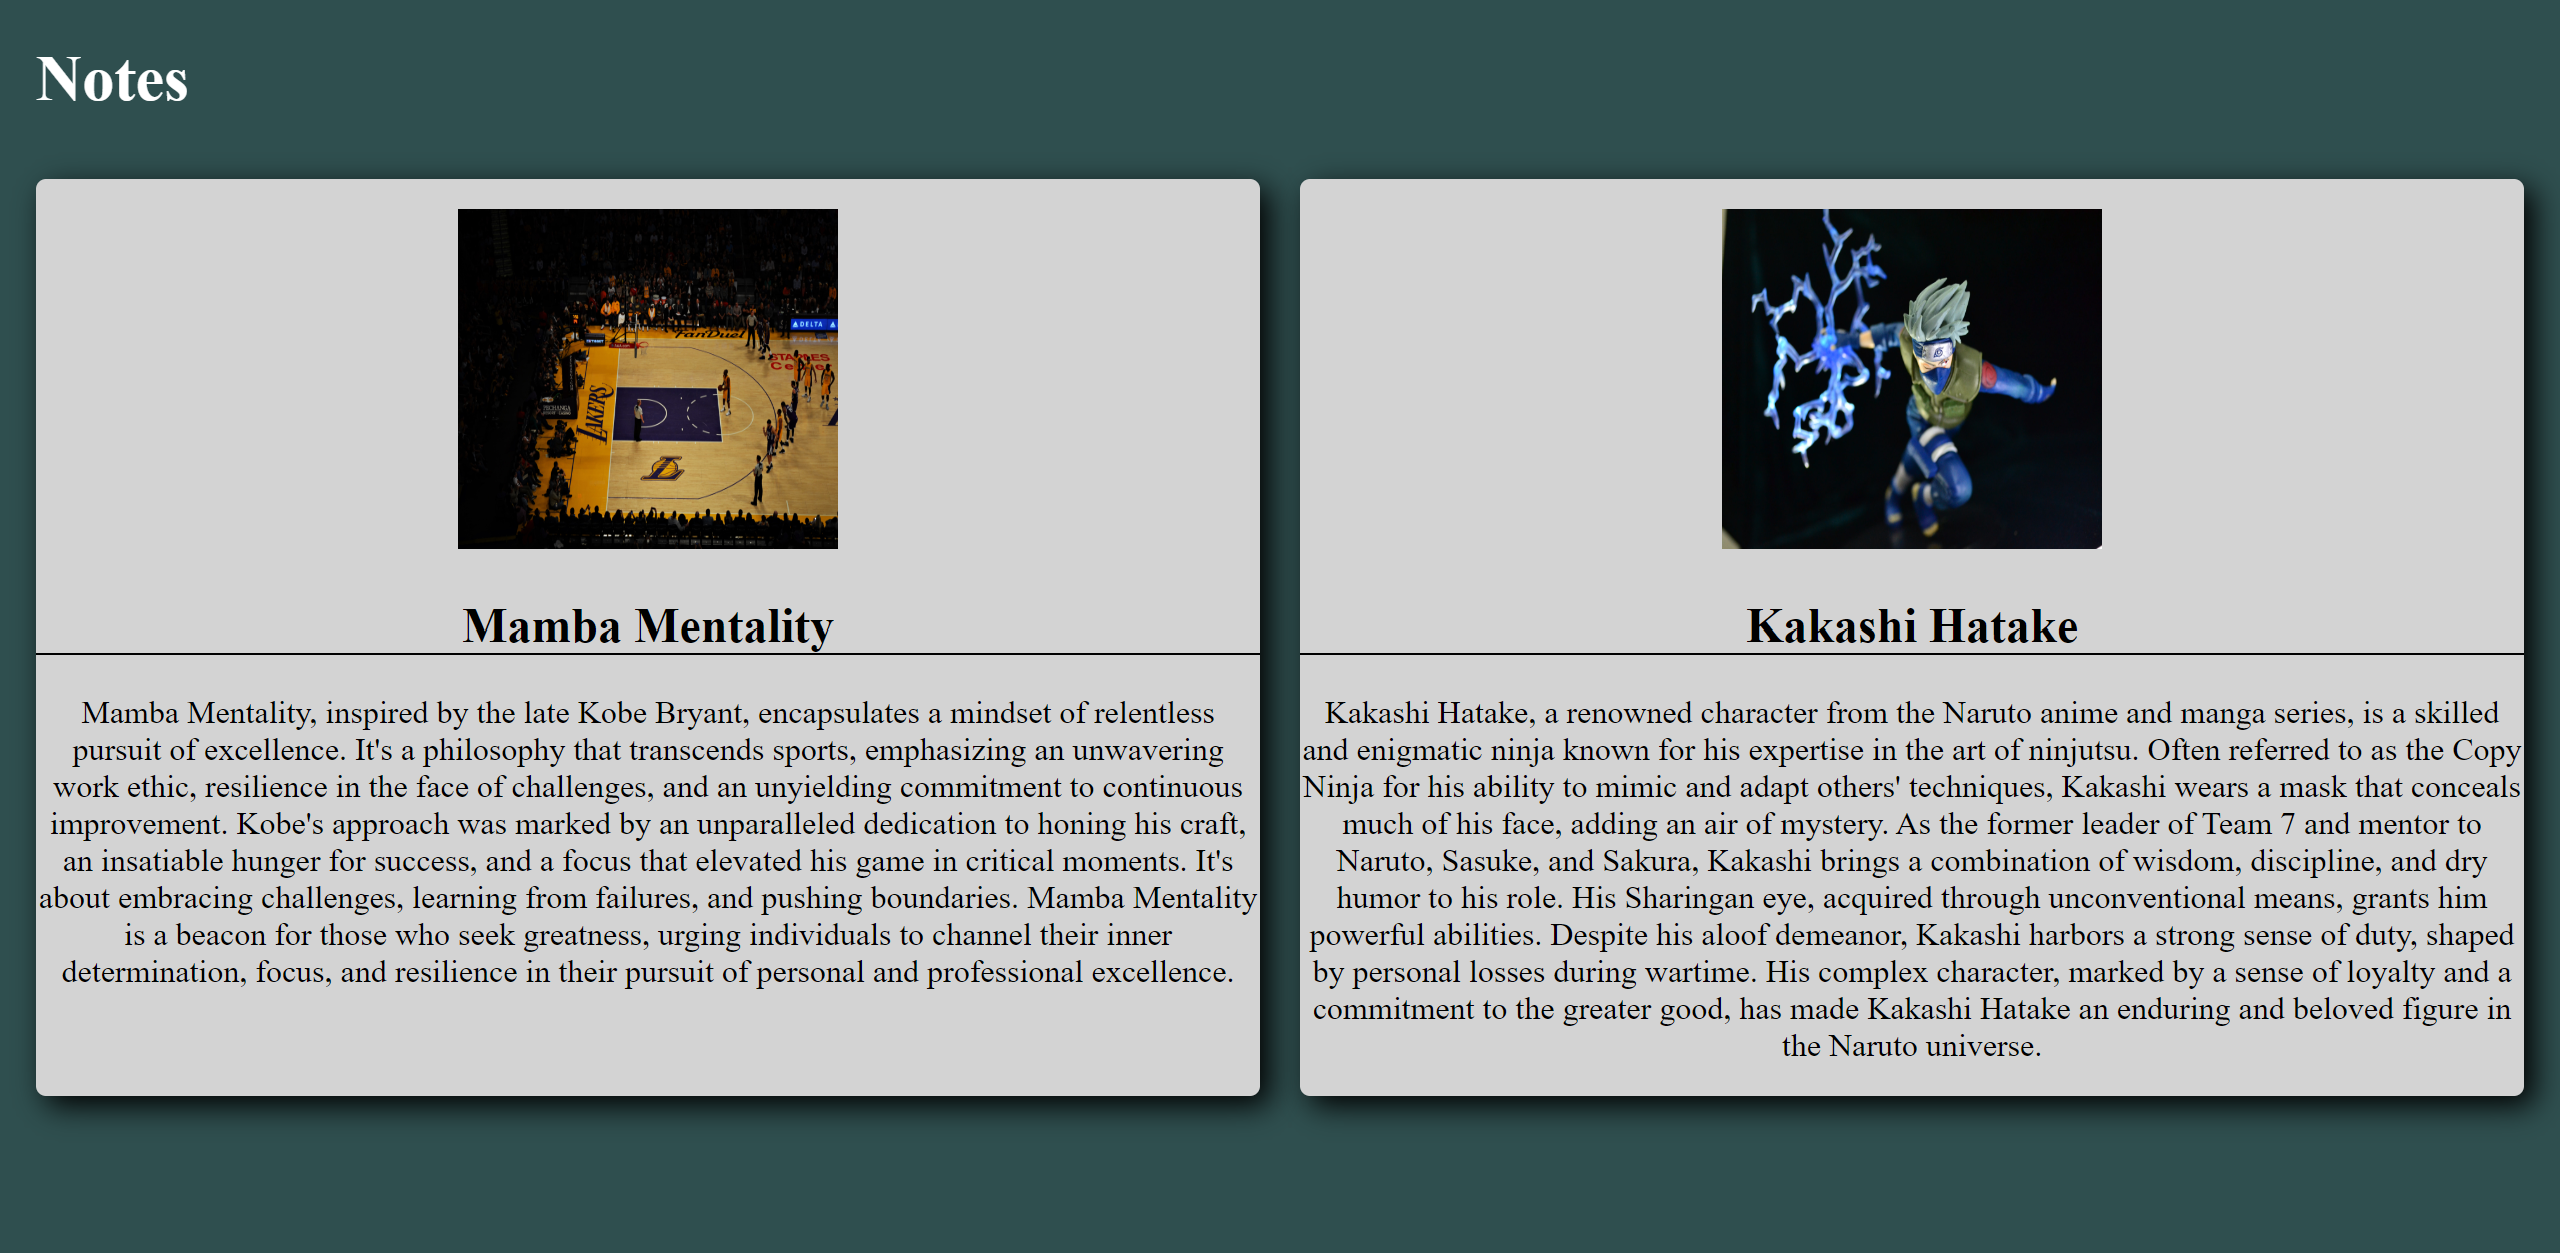 Notes
DELTA
FanDuel
STAPLES
LAKERS
PECHANGA
L
Mamba Mentality
Mamba Mentality, inspired by the late Kobe Bryant, encapsulates a mindset of relentless
pursuit of excellence. It's a philosophy that transcends sports, emphasizing an unwavering
work ethic, resilience in the face of challenges, and an unyielding commitment to continuous
improvement. Kobe's approach was marked by an unparalleled dedication to honing his craft,
an insatiable hunger for success, and a focus that elevated his game in critical moments. It's
about embracing challenges, learning from failures, and pushing boundaries. Mamba Mentality
is a beacon for those who seek greatness, urging individuals to channel their inner
determination, focus, and resilience in their pursuit of personal and professional excellence.
Kakashi Hatake
Kakashi Hatake, a renowned character from the Naruto anime and manga series, is a skilled
and enigmatic ninja known for his expertise in the art of ninjutsu. Often referred to as the Copy
Ninja for his ability to mimic and adapt others' techniques, Kakashi wears a mask that conceals
much of his face, adding an air of mystery. As the former leader of Team 7 and mentor to
Naruto, Sasuke, and Sakura, Kakashi brings a combination of wisdom, discipline, and dry
humor to his role. His Sharingan eye, acquired through unconventional means, grants him
powerful abilities. Despite his aloof demeanor, Kakashi harbors a strong sense of duty, shaped
by personal losses during wartime. His complex character, marked by a sense of loyalty and a
commitment to the greater good, has made Kakashi Hatake an enduring and beloved figure in
the Naruto universe.